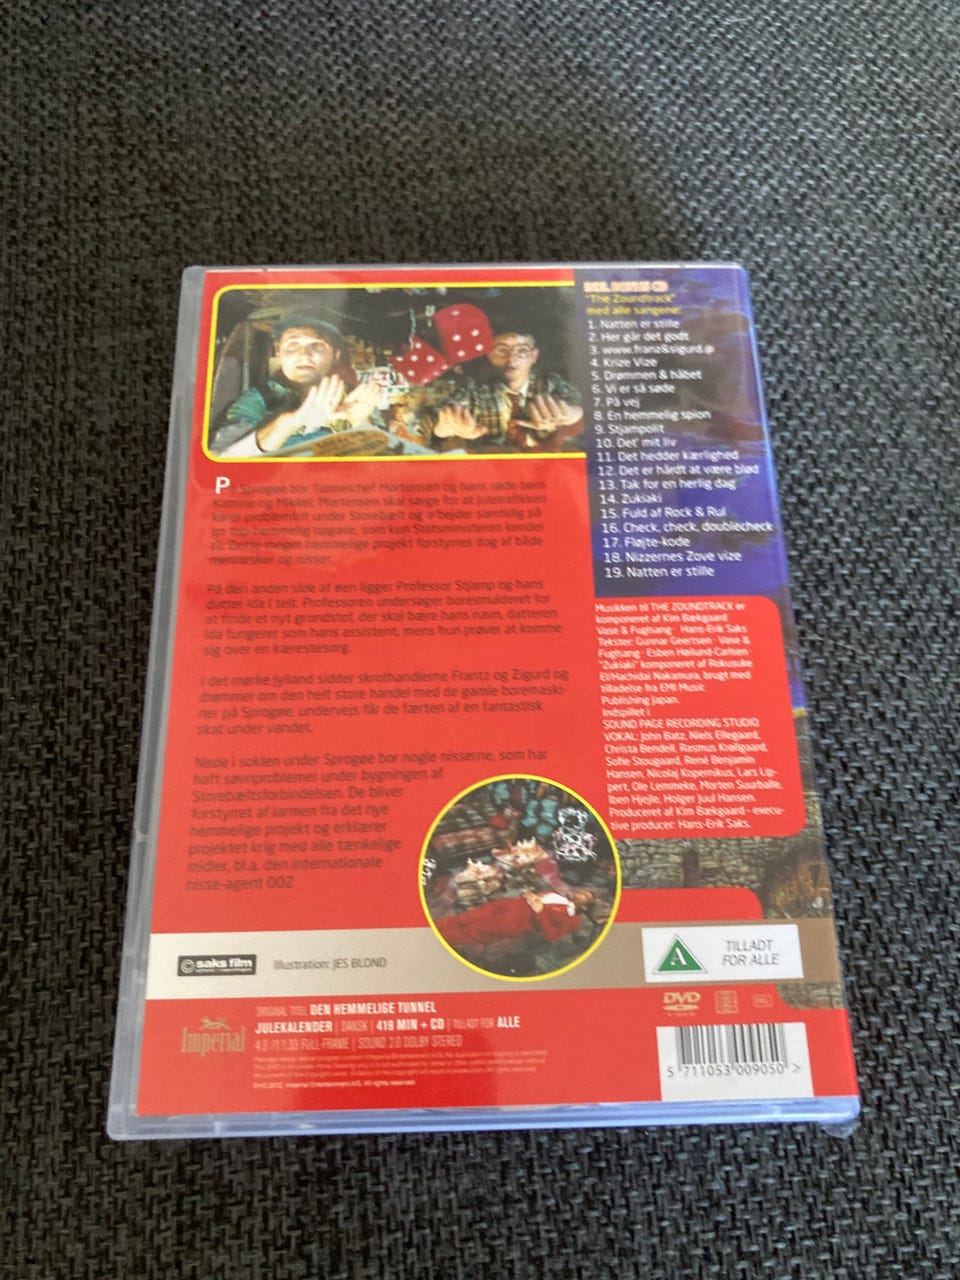 På Sprogøe bor Tunnelchef Mortensen og hans søde børn
Katrine og Mikkel. Mortensen skal sørge for at juletrafikken
kører problemfrit under Storebælt og arbejder samtidig på
en top hemmelig opgave, som kun Statsministeren kender
til. Dette meget hemmelige projekt forstyrres dog af både
mennesker og nisser.
På den anden side af øen ligger Professor Stjamp og hans
datter Ida i telt. Professoren undersøger boresmulderet for
at finde et nyt grundstof, der skal bære hans navn, datteren
Ida fungerer som hans assistent, mens hun prøver at komme
sig over en kærestesorg.
I det mørke Jylland sidder skrothandlerne Frantz og Zigurd og
drømmer om den helt store handel med de gamle boremaski-
ner på Sprogøe, undervejs får de færten af en fantastisk
skat under vandet.
Nede i soklen under Sprogøe bor nogle nisserne, som har
haft søvnproblemer under bygningen af
Storebæltsforbindelsen. De bliver
forstyrret af larmen fra det nye
hemmelige projekt og erklærer
projektet krig med alle tænkelige
midler, bl.a. den internationale
nisse-agent 00Z
INKL. BONUS CD
"The Zoundtrack"
med alle sangene:
1. Natten er stille
2. Her går det godt
3. www.franz&sigurd.@
4. Krize Vize
5. Drømmen & håbet
6. Vi er så søde
7. På vej
8. En hemmelig spion
9. Stjampolit
10. Det' mit liv
11. Det hedder kærlighed
12. Det er hårdt at være blød
13. Tak for en herlig dag
14. Zukiaki
15. Fuld af Rock & Rul
16. Check, check, doublecheck
17. Fløjte-kode
18. Nizzernes Zove vize
19. Natten er stille
Musikken til THE ZOUNDTRACK er
komponeret af Kim Bækgaard
Vase & Fuglsang · Hans-Erik Saks
Tekster: Gunnar Geertsen · Vase &
Fuglsang · Esben Høilund-Carlsen
"Zukiaki" komponeret af Rokusuke
EI/Hachidai Nakamura, brugt med
tilladelse fra EMI Music
Publishing Japan.
Indspillet i
SOUND PAGE RECORDING STUDIO
VOKAL: John Batz, Niels Ellegaard,
Christa Bendell, Rasmus Krøllgaard,
Sofie Stougaard, René Benjamin
Hansen, Nicolaj Kopernikus, Lars Lip-
pert, Ole Lemmeke, Morten Suurballe,
Iben Hjejle, Holger Juul Hansen.
Produceret af Kim Bækgaard - execu-
tive producer: Hans-Erik Saks.
© saks film
Illustration: JES BLOND
A
TILLADT
FOR ALLE
Imperial
ORIGINAL TITEL DEN HEMMELIGE TUNNEL
JULEKALENDER | DANSK | 419 MIN + CD | TILLADT FOR ALLE
4:3 /1:1.33 FULL-FRAME | SOUND 2.0 DOLBY STEREO
DVD
VIDEO
5 711053 009050 >